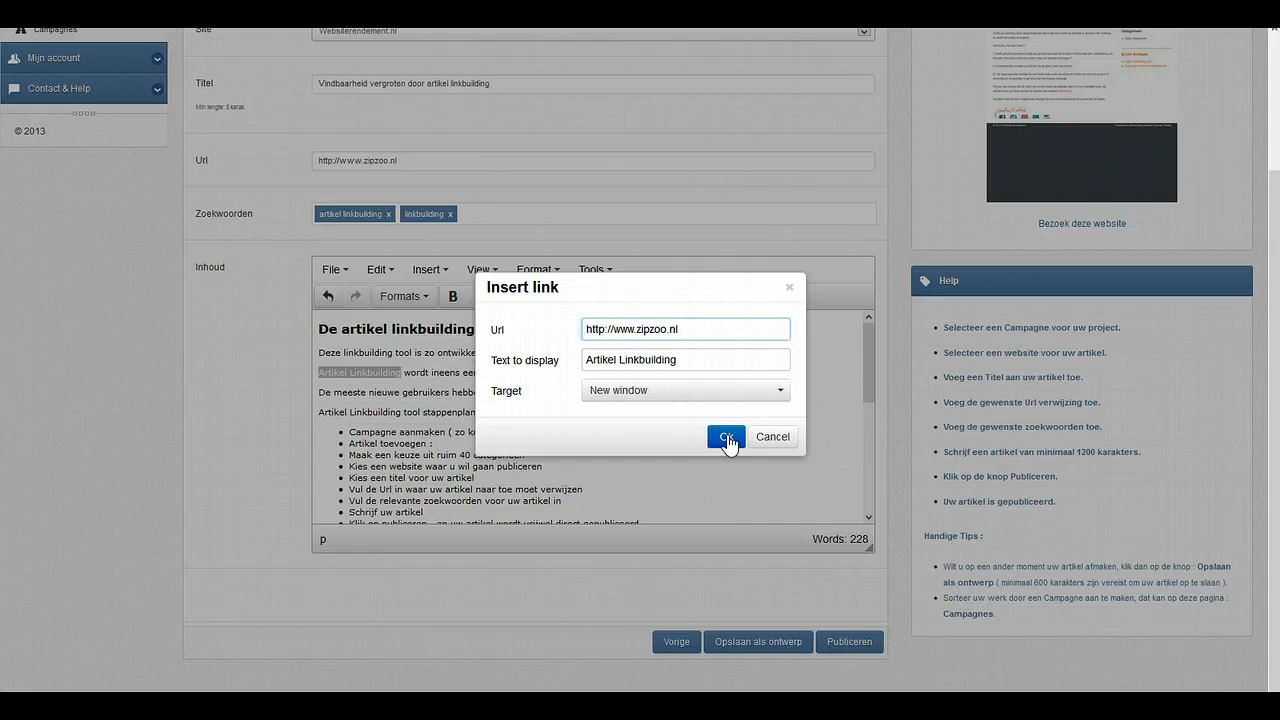 Campagnes
Mijn account
Contact & Help
© 2013
Site
Websiterendement.nl
Titel
Vindbaarheid vergroten door artikel linkbuilding
Min lengte: 5 karak.
Url
http://www.zipzoo.nl
Zoekwoorden
artikel linkbuilding x
linkbuilding x
Inhoud
File
Edit
Insert
View
Format
Tools
Formats
B
De artikel linkbuilding
Deze linkbuilding tool is zo ontwikke
Artikel Linkbuilding wordt ineens een
De meeste nieuwe gebruikers hebbe
Artikel Linkbuilding tool stappenplan
Campagne aanmaken ( zo k
Artikel toevoegen :
Maak een keuze uit ruim 40 categorieën
Kies een website waar u wil gaan publiceren
Kies een titel voor uw artikel
Vul de Url in waar uw artikel naar toe moet verwijzen
Vul de relevante zoekwoorden voor uw artikel in
Schrijf uw artikel
p
Words: 228
Insert link
×
Url
http://www.zipzoo.nl
Text to display
Artikel Linkbuilding
Target
New window
Ok
Cancel
Vorige
Opslaan als ontwerp
Publiceren
Bezoek deze website
Help
Selecteer een Campagne voor uw project.
Selecteer een website voor uw artikel.
Voeg een Titel aan uw artikel toe.
Voeg de gewenste Url verwijzing toe.
Voeg de gewenste zoekwoorden toe.
Schrijf een artikel van minimaal 1200 karakters.
Klik op de knop Publiceren.
Uw artikel is gepubliceerd.
Handige Tips :
Wilt u op een ander moment uw artikel afmaken, klik dan op de knop : Opslaan
als ontwerp ( minimaal 600 karakters zijn vereist om uw artikel op te slaan ).
Sorteer uw werk door een Campagne aan te maken, dat kan op deze pagina :
Campagnes.